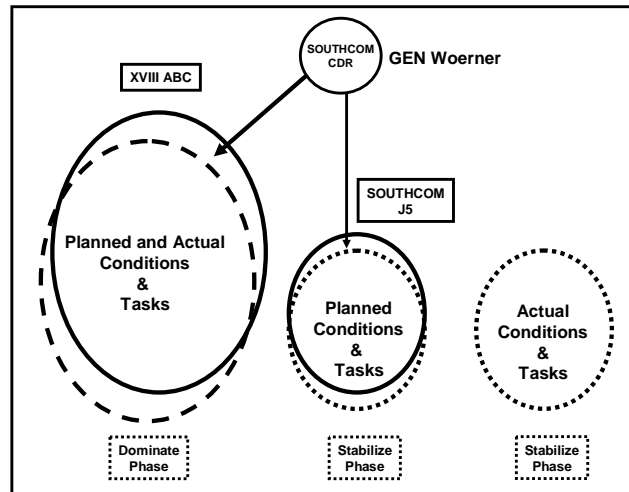 SOUTHCOM
CDR
GEN Woerner
XVIII ABC
SOUTHCOM
J5
Planned and Actual
Conditions
&
Tasks
Planned
Conditions
&
Tasks
Actual
Conditions
&
Tasks
Dominate
Phase
Stabilize
Phase
Stabilize
Phase